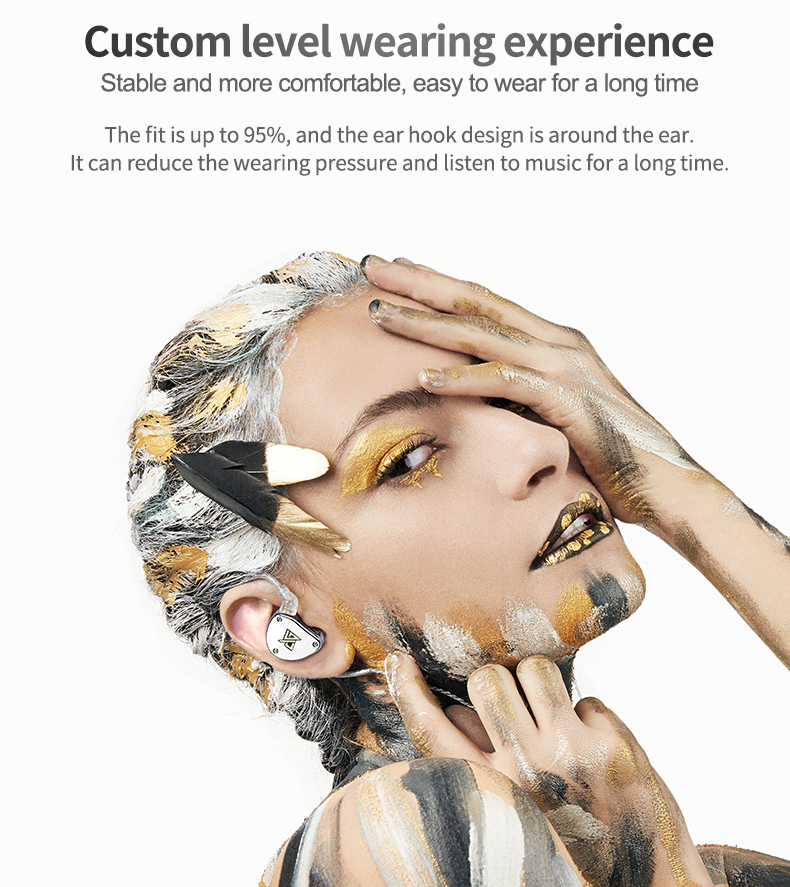 Custom level wearing experience
Stable and more comfortable, easy to wear for a long time
The fit is up to 95%, and the ear hook design is around the ear.
It can reduce the wearing pressure and listen to music for a long time.